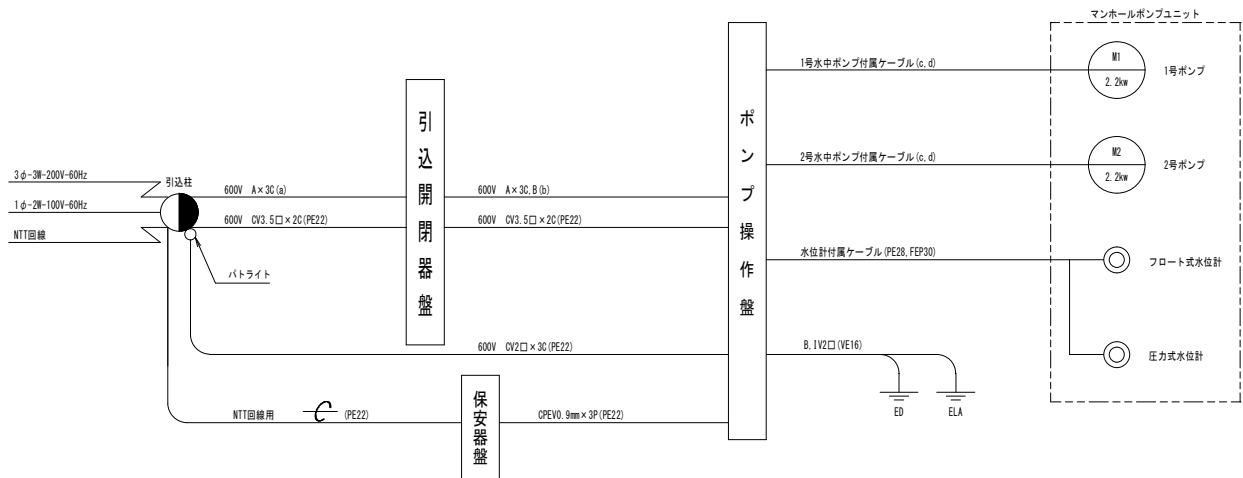 マンホールポンプユニット
1号水中ポンプ付属ケーブル(c,d)
M1
2.2kw
1号ポンプ
引込開閉器盤
ポンプ操作盤
2号水中ポンプ付属ケーブル(c,d)
M2
2.2kw
2号ポンプ
3φ-3W-200V-60Hz
引込柱
600V A×3C(a)
600V A×3C,B(b)
1φ-2W-100V-60Hz
600V CV3.5□×2C(PE22)
600V CV3.5□×2C(PE22)
NTT回線
パトライト
水位計付属ケーブル(PE28,FEP30)
フロート式水位計
600V CV2□×3C(PE22)
B,IV2□(VE16)
圧力式水位計
ED
ELA
NTT回線用 C (PE22)
保安器盤
CPEV0.9mm×3P(PE22)